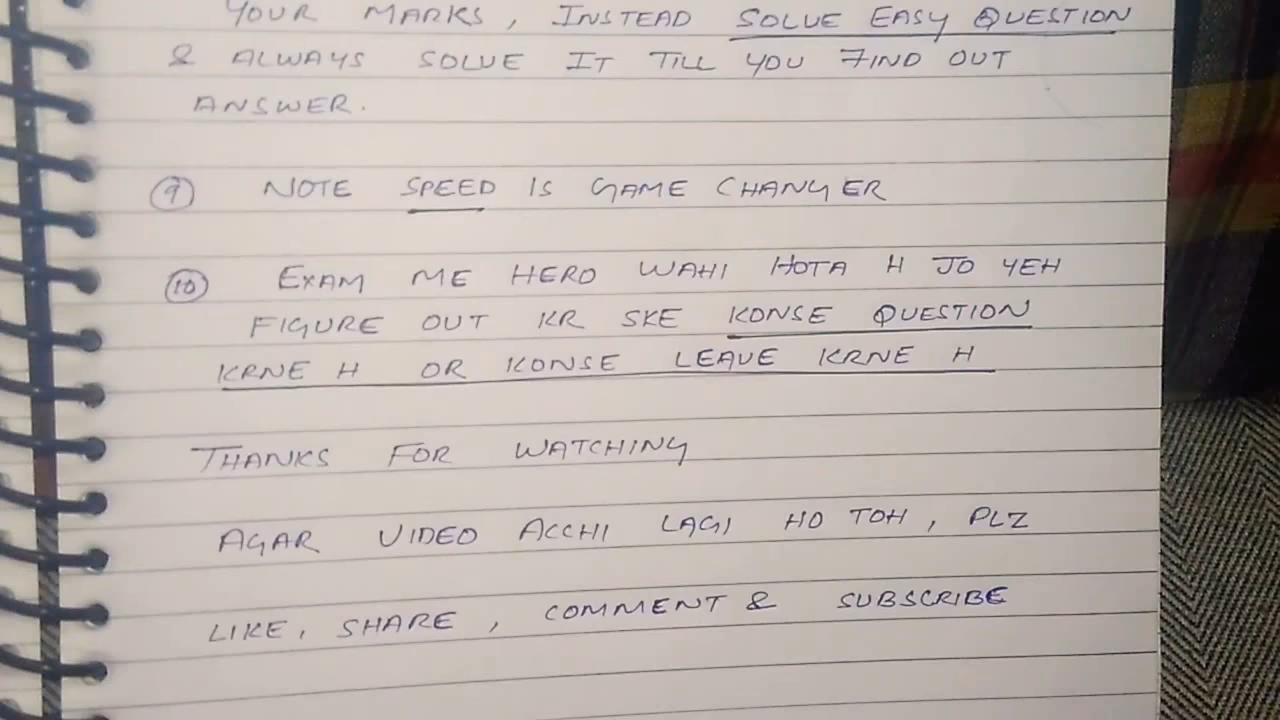 YOUR MARKS, INSTEAD SOLVE EASY QUESTION
& ALWAYS SOLVE IT TILL YOU FIND OUT
ANSWER.
9 NOTE SPEED IS GAME CHANGER
10 EXAM ME HERO WAHI HOTA H JO YEH
FIGURE OUT KR SKE KONSE QUESTION
KRNE H OR KONSE LEAVE KRNE H
THANKS FOR WATCHING
AGAR VIDEO ACCHI LAGI HO TOH, PLZ
LIKE, SHARE, COMMENT & SUBSCRIBE